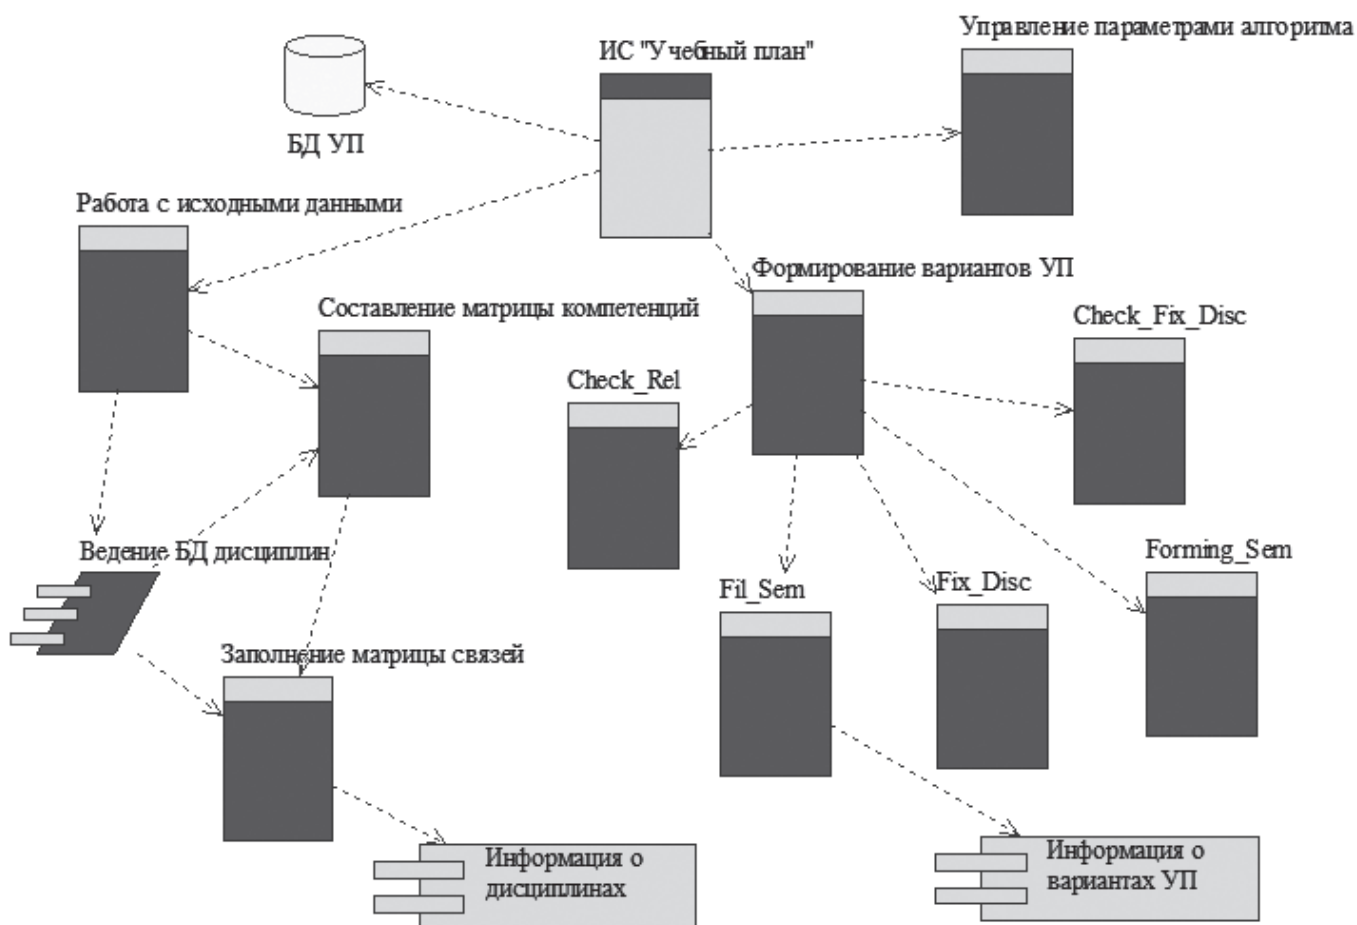 Управление параметрами алгоритма
ИС "Учебный план"
БД УП
Работа с исходными данными
Формирование вариантов УП
Составление матрицы компетенций
Check_Fix_Disc
Check_Rel
Ведение БД дисциплин
Forming_Sem
Fil_Sem
Fix_Disc
Заполнение матрицы связей
Информация о
дисциплинах
Информация о
вариантах УП